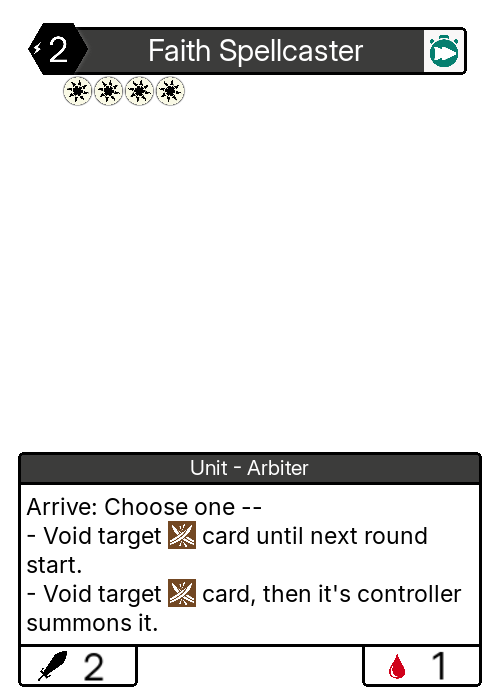 2 Faith Spellcaster
Unit - Arbiter
Arrive: Choose one --
- Void target card until next round
start.
- Void target card, then it's controller
summons it.
2 1